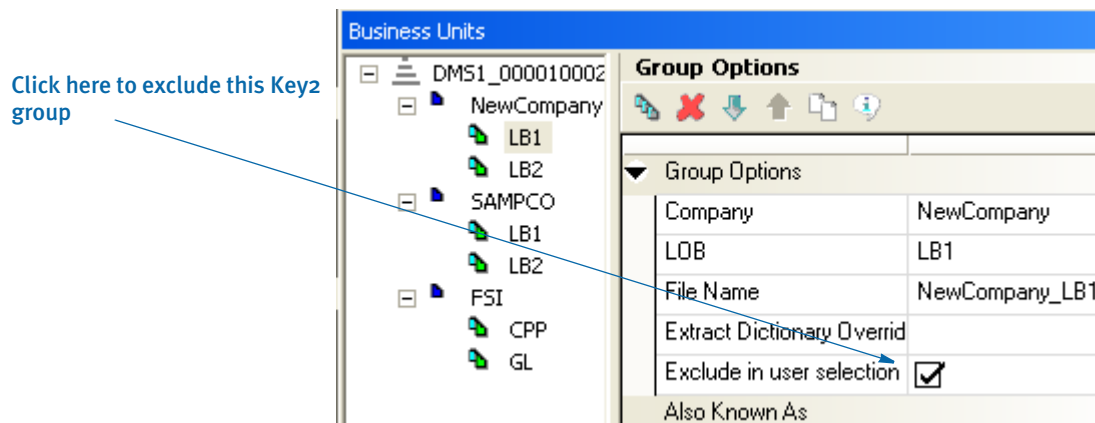 Business Units
Click here to exclude this Key2
group
DMS1_000010002
NewCompany
LB1
LB2
SAMPCO
LB1
LB2
FSI
CPP
GL
Group Options
Group Options
Company NewCompany
LOB LB1
File Name NewCompany_LB1
Extract Dictionary Overrid
Exclude in user selection
Also Known As